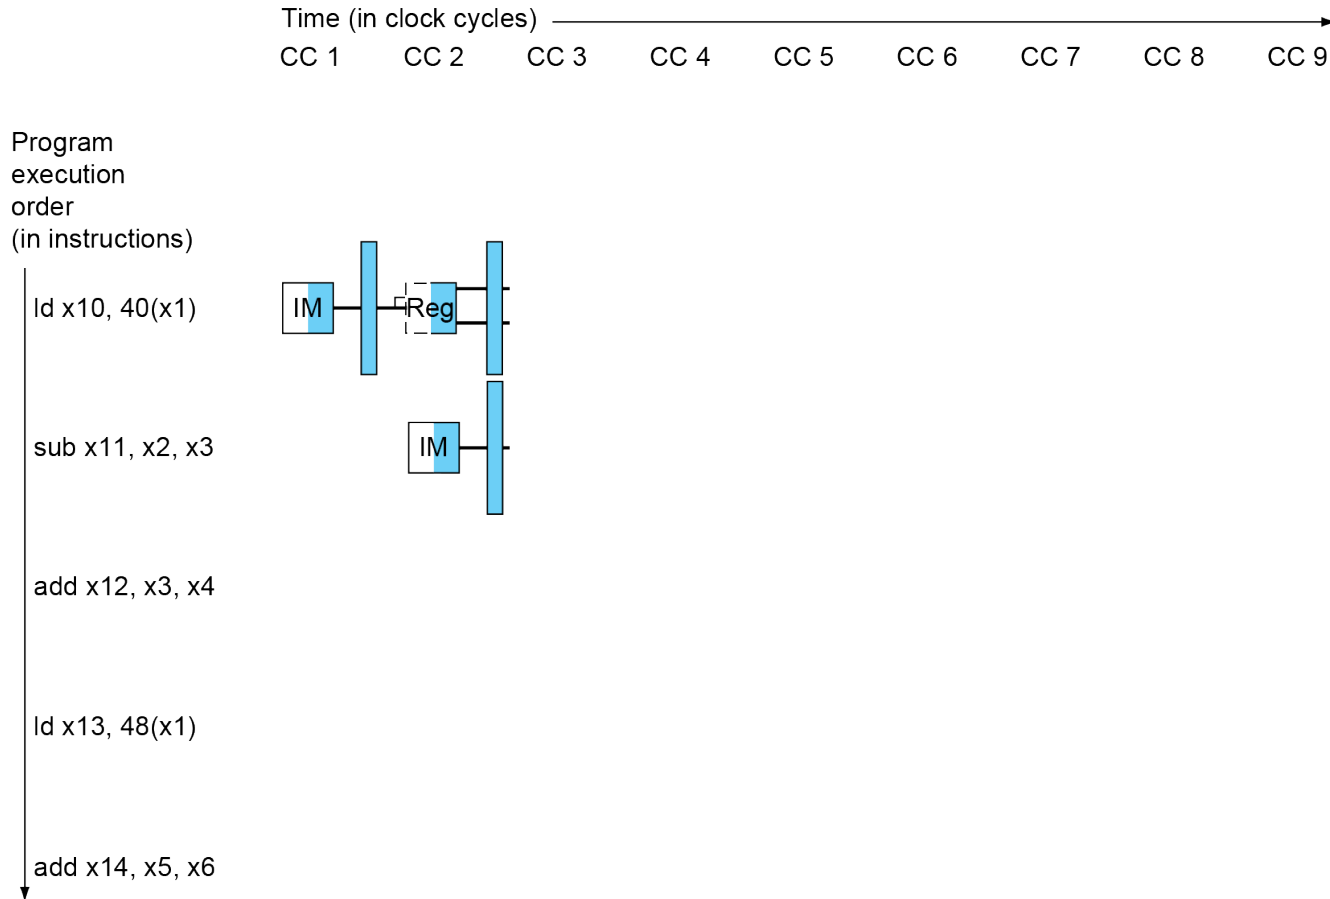 Time (in clock cycles)
CC 1 CC 2 CC 3 CC 4 CC 5 CC 6 CC 7 CC 8 CC 9
Program
execution
order
(in instructions)
ld x10, 40(x1)
IM
Reg
sub x11, x2, x3
IM
add x12, x3, x4
ld x13, 48(x1)
add x14, x5, x6